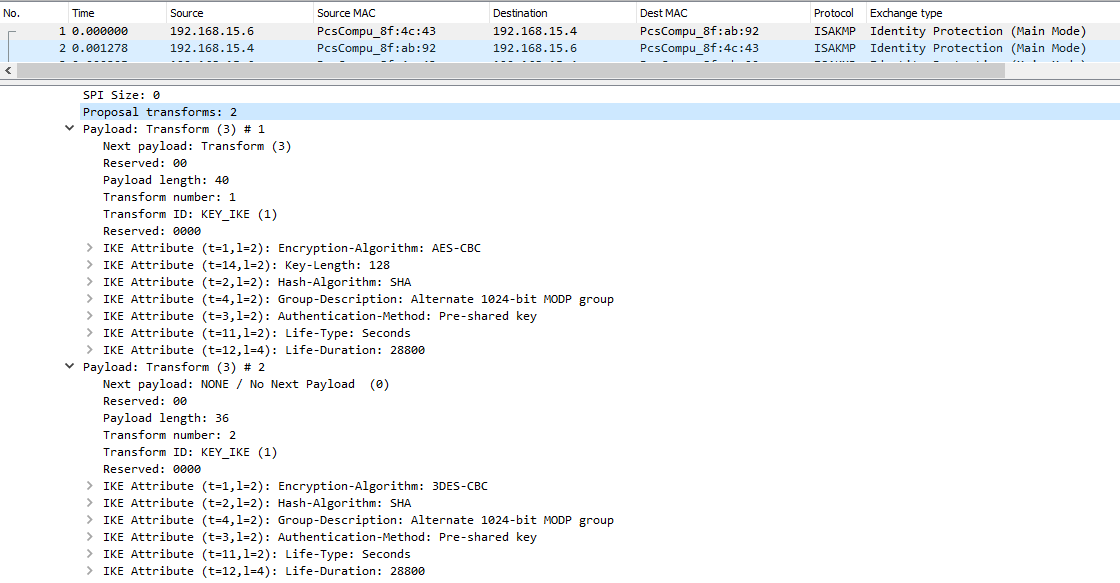 No. Time Source Source MAC Destination Dest MAC Protocol Exchange type
1 0.000000 192.168.15.6 PcsCompu_8f:4c:43 192.168.15.4 PcsCompu_8f:ab:92 ISAKMP Identity Protection (Main Mode)
2 0.001278 192.168.15.4 PcsCompu_8f:ab:92 192.168.15.6 PcsCompu_8f:4c:43 ISAKMP Identity Protection (Main Mode)
SPI Size: 0
Proposal transforms: 2
Payload: Transform (3) # 1
Next payload: Transform (3)
Reserved: 00
Payload length: 40
Transform number: 1
Transform ID: KEY_IKE (1)
Reserved: 0000
IKE Attribute (t=1,l=2): Encryption-Algorithm: AES-CBC
IKE Attribute (t=14,l=2): Key-Length: 128
IKE Attribute (t=2,l=2): Hash-Algorithm: SHA
IKE Attribute (t=4,l=2): Group-Description: Alternate 1024-bit MODP group
IKE Attribute (t=3,l=2): Authentication-Method: Pre-shared key
IKE Attribute (t=11,l=2): Life-Type: Seconds
IKE Attribute (t=12,l=4): Life-Duration: 28800
Payload: Transform (3) # 2
Next payload: NONE / No Next Payload  (0)
Reserved: 00
Payload length: 36
Transform number: 2
Transform ID: KEY_IKE (1)
Reserved: 0000
IKE Attribute (t=1,l=2): Encryption-Algorithm: 3DES-CBC
IKE Attribute (t=2,l=2): Hash-Algorithm: SHA
IKE Attribute (t=4,l=2): Group-Description: Alternate 1024-bit MODP group
IKE Attribute (t=3,l=2): Authentication-Method: Pre-shared key
IKE Attribute (t=11,l=2): Life-Type: Seconds
IKE Attribute (t=12,l=4): Life-Duration: 28800